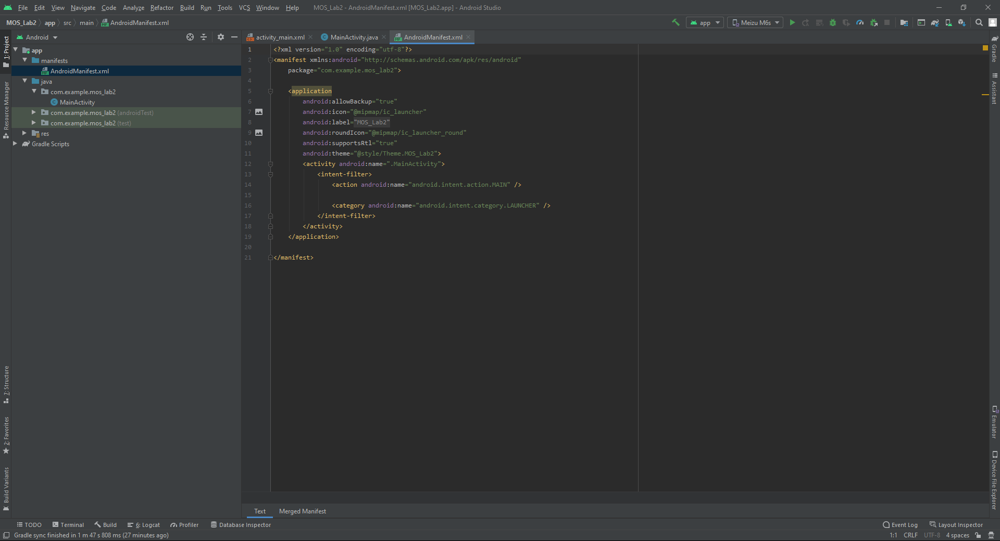 File Edit View Navigate Code Analyze Refactor Build Run Tools VCS Window Help MOS_Lab2 - AndroidManifest.xml [MOS_Lab2.app] - Android Studio
MOS_Lab2 app src main AndroidManifest.xml app Meizu M6s
Android
activity_main.xml MainActivity.java AndroidManifest.xml
1: Project
Resource Manager
7: Structure
2: Favorites
Build Variants
app
manifests
AndroidManifest.xml
java
com.example.mos_lab2
MainActivity
com.example.mos_lab2 (androidTest)
com.example.mos_lab2 (test)
res
Gradle Scripts
1 <?xml version="1.0" encoding="utf-8"?>
2 <manifest xmlns:android="http://schemas.android.com/apk/res/android"
3 package="com.example.mos_lab2">
4
5 <application
6 android:allowBackup="true"
7 android:icon="@mipmap/ic_launcher"
8 android:label="MOS_Lab2"
9 android:roundIcon="@mipmap/ic_launcher_round"
10 android:supportsRtl="true"
11 android:theme="@style/Theme.MOS_Lab2">
12 <activity android:name=".MainActivity">
13 <intent-filter>
14 <action android:name="android.intent.action.MAIN" />
15
16 <category android:name="android.intent.category.LAUNCHER" />
17 </intent-filter>
18 </activity>
19 </application>
20
21 </manifest>
Gradle
Assistant
Emulator
Device File Explorer
Text Merged Manifest
TODO Terminal Build 6: Logcat Profiler Database Inspector Event Log Layout Inspector
Gradle sync finished in 1 m 47 s 808 ms (27 minutes ago) 1:1 CRLF UTF-8 4 spaces